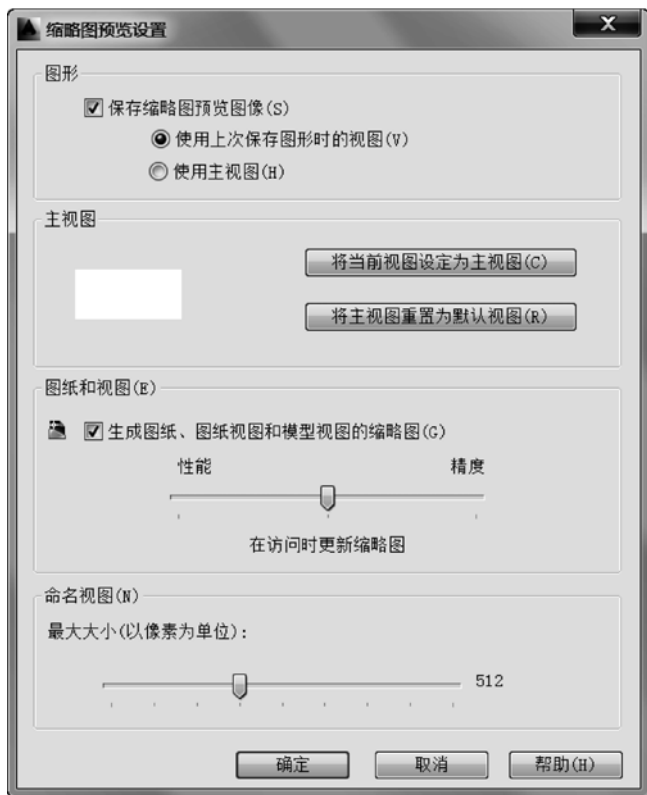 缩略图预览设置
图形
保存缩略图预览图像(S)
使用上次保存图形时的视图(V)
使用主视图(H)
主视图
将当前视图设定为主视图(C)
将主视图重置为默认视图(R)
图纸和视图(E)
生成图纸、图纸视图和模型视图的缩略图(G)
性能 精度
在访问时更新缩略图
命名视图(N)
最大大小(以像素为单位):
512
确定 取消 帮助(H)